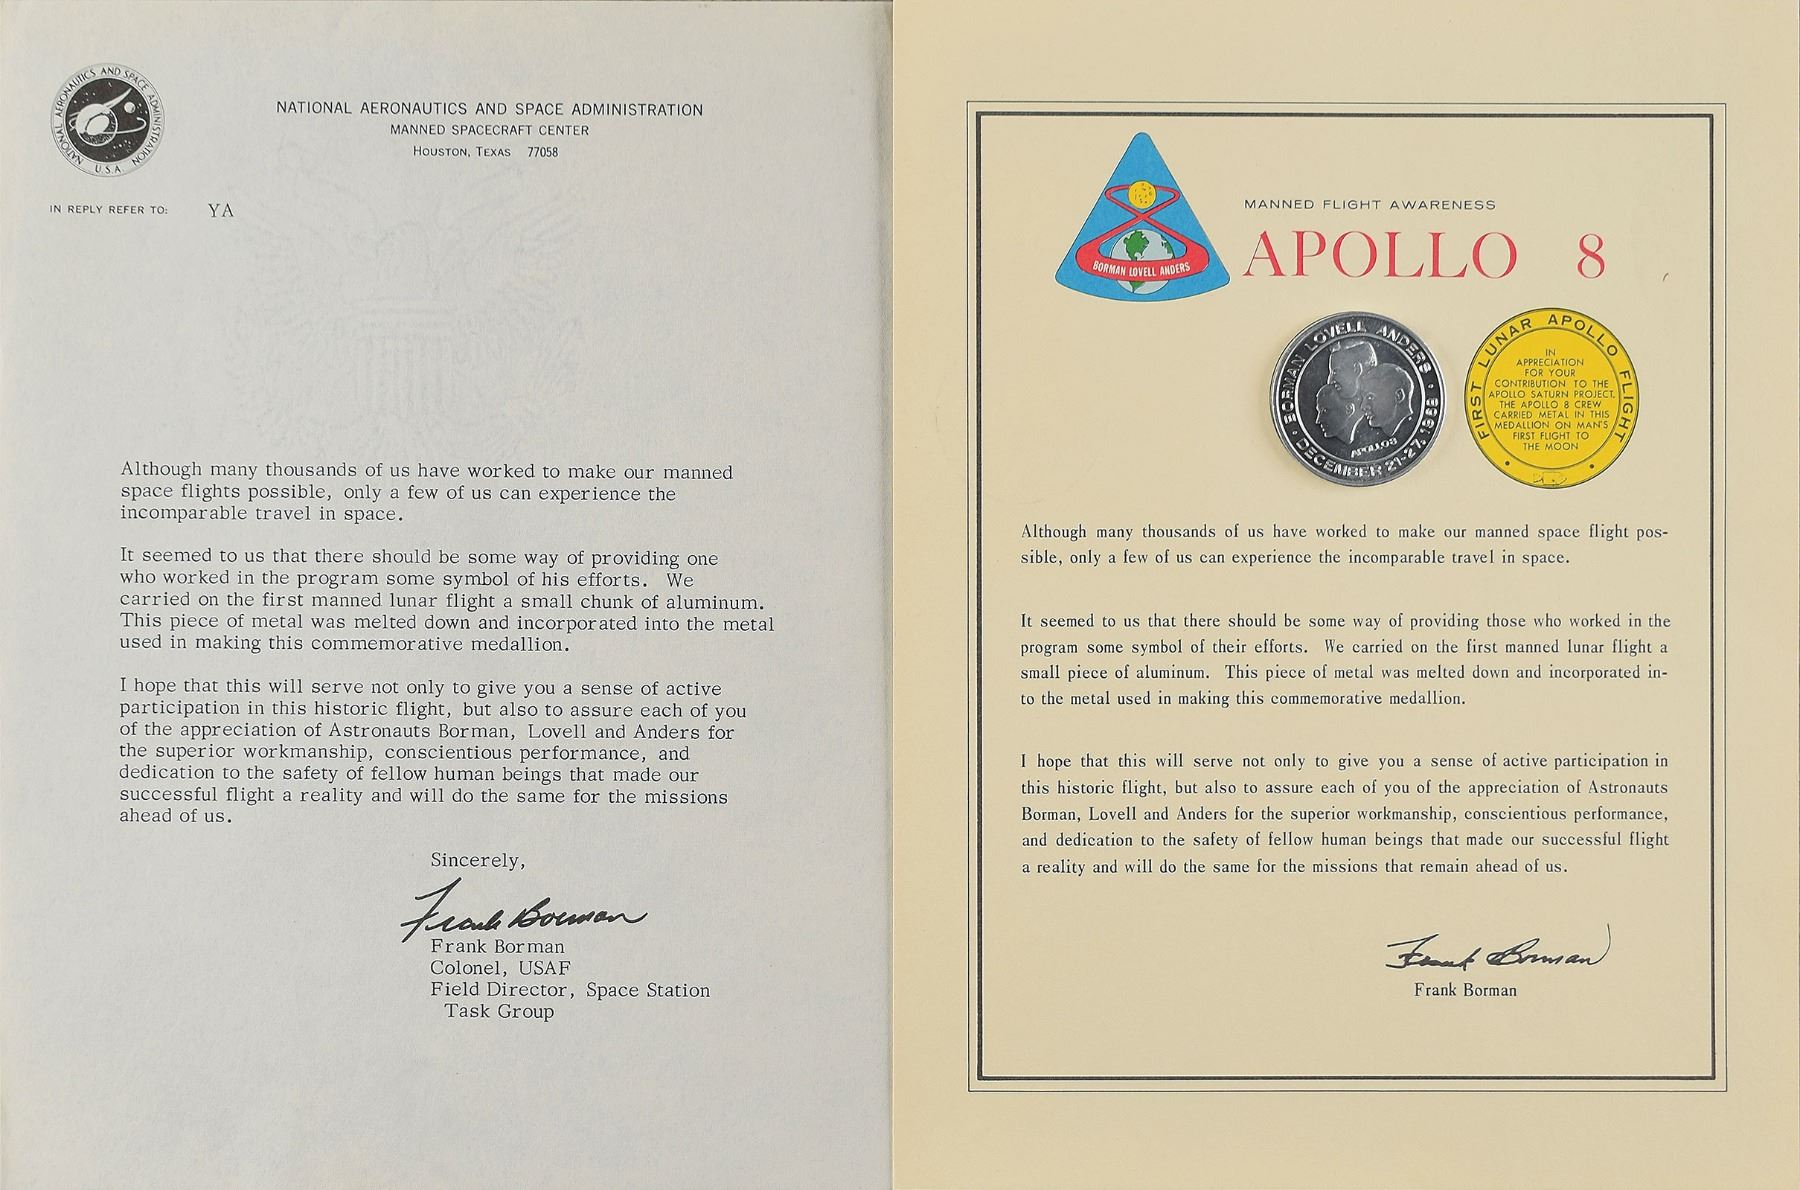 NATIONAL AERONAUTICS AND SPACE ADMINISTRATION
U.S.A.
NATIONAL AERONAUTICS AND SPACE ADMINISTRATION
MANNED SPACECRAFT CENTER
HOUSTON, TEXAS 77058
IN REPLY REFER TO: YA
Although many thousands of us have worked to make our manned
space flights possible, only a few of us can experience the
incomparable travel in space.
It seemed to us that there should be some way of providing one
who worked in the program some symbol of his efforts. We
carried on the first manned lunar flight a small chunk of aluminum.
This piece of metal was melted down and incorporated into the metal
used in making this commemorative medallion.
I hope that this will serve not only to give you a sense of active
participation in this historic flight, but also to assure each of you
of the appreciation of Astronauts Borman, Lovell and Anders for
the superior workmanship, conscientious performance, and
dedication to the safety of fellow human beings that made our
successful flight a reality and will do the same for the missions
ahead of us.
Sincerely,
Frank Borman
Frank Borman
Colonel, USAF
Field Director, Space Station
Task Group
BORMAN LOVELL ANDERS
MANNED FLIGHT AWARENESS
APOLLO 8
BORMAN LOVELL ANDERS
APOLLO 8
DECEMBER 21-27, 1968
FIRST LUNAR APOLLO FLIGHT
IN
APPRECIATION
FOR YOUR
CONTRIBUTION TO THE
APOLLO SATURN PROJECT.
THE APOLLO 8 CREW
CARRIED METAL IN THIS
MEDALLION ON MAN'S
FIRST FLIGHT TO
THE MOON
Although many thousands of us have worked to make our manned space flight pos-
sible, only a few of us can experience the incomparable travel in space.
It seemed to us that there should be some way of providing those who worked in the
program some symbol of their efforts. We carried on the first manned lunar flight a
small piece of aluminum. This piece of metal was melted down and incorporated in-
to the metal used in making this commemorative medallion.
I hope that this will serve not only to give you a sense of active participation in
this historic flight, but also to assure each of you of the appreciation of Astronauts
Borman, Lovell and Anders for the superior workmanship, conscientious performance,
and dedication to the safety of fellow human beings that made our successful flight
a reality and will do the same for the missions that remain ahead of us.
Frank Borman
Frank Borman